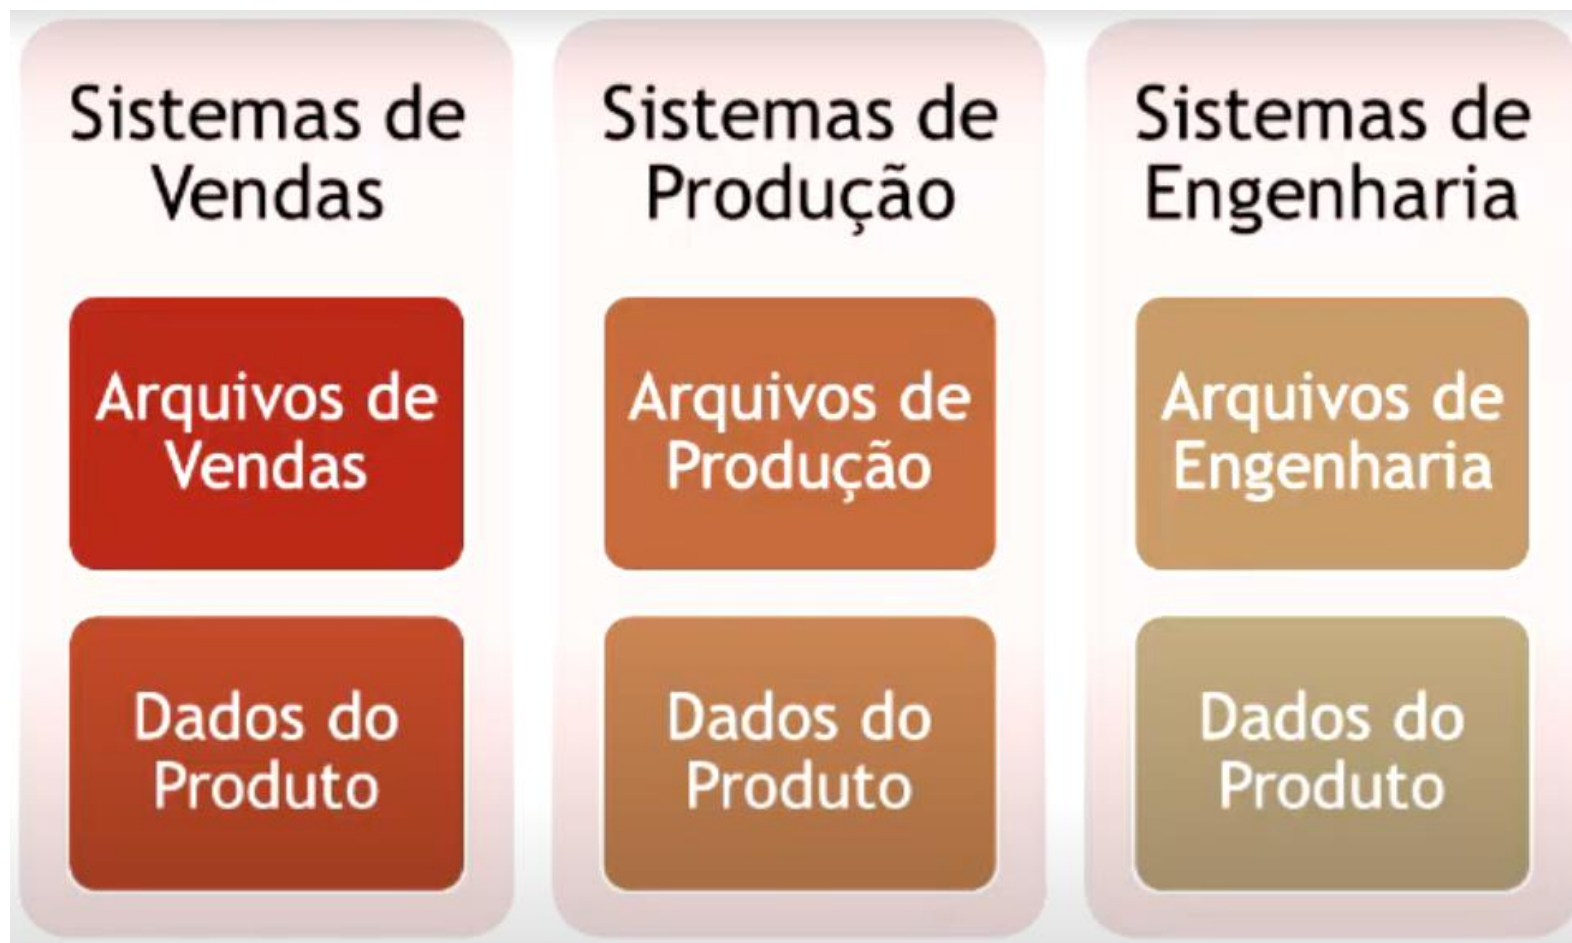 Sistemas de
Vendas
Arquivos de
Vendas
Dados do
Produto
Sistemas de
Produção
Arquivos de
Produção
Dados do
Produto
Sistemas de
Engenharia
Arquivos de
Engenharia
Dados do
Produto